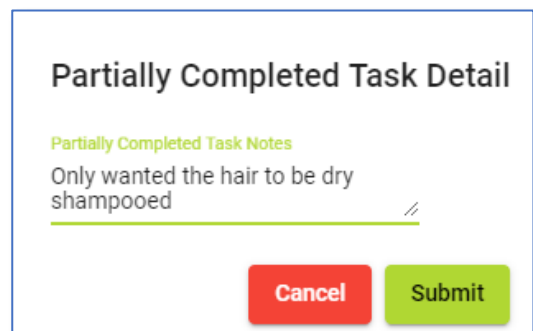 Partially Completed Task Detail
Partially Completed Task Notes
Only wanted the hair to be dry
shampooed
Cancel Submit